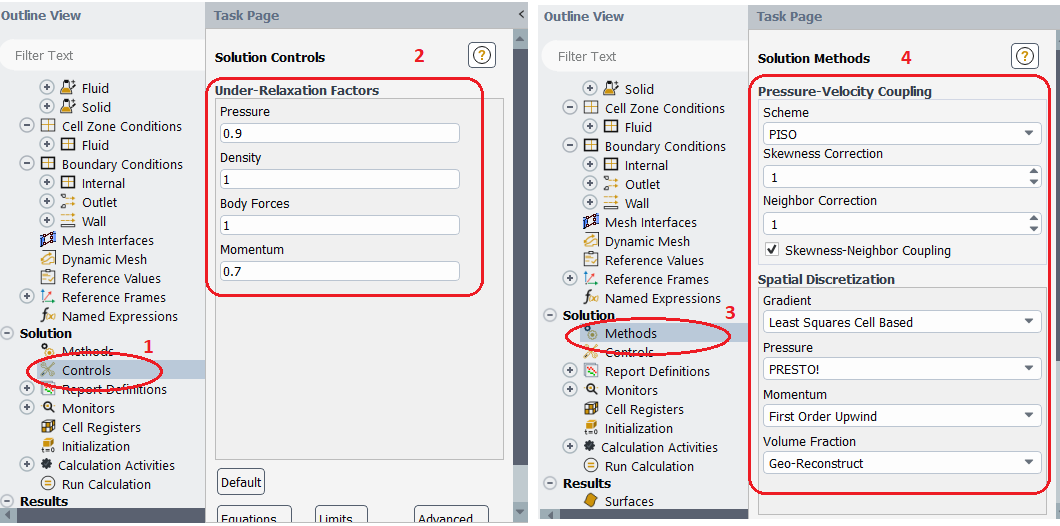 Outline View
Filter Text
Fluid
Solid
Cell Zone Conditions
Fluid
Boundary Conditions
Internal
Outlet
Wall
Mesh Interfaces
Dynamic Mesh
Reference Values
Reference Frames
Named Expressions
Solution
Methods
1
Controls
Report Definitions
Monitors
Cell Registers
Initialization
Calculation Activities
Run Calculation
Results
Task Page
<
Solution Controls
2
?
Under-Relaxation Factors
Pressure
0.9
Density
1
Body Forces
1
Momentum
0.7
Default
Equations
Limits
Advanced
Outline View
Filter Text
Solid
Cell Zone Conditions
Fluid
Boundary Conditions
Internal
Outlet
Wall
Mesh Interfaces
Dynamic Mesh
Reference Values
Reference Frames
Named Expressions
Solution
3
Methods
Controls
Report Definitions
Monitors
Cell Registers
Initialization
Calculation Activities
Run Calculation
Results
Surfaces
Task Page
Solution Methods
4
?
Pressure-Velocity Coupling
Scheme
PISO
Skewness Correction
1
Neighbor Correction
1
Skewness-Neighbor Coupling
Spatial Discretization
Gradient
Least Squares Cell Based
Pressure
PRESTO!
Momentum
First Order Upwind
Volume Fraction
Geo-Reconstruct